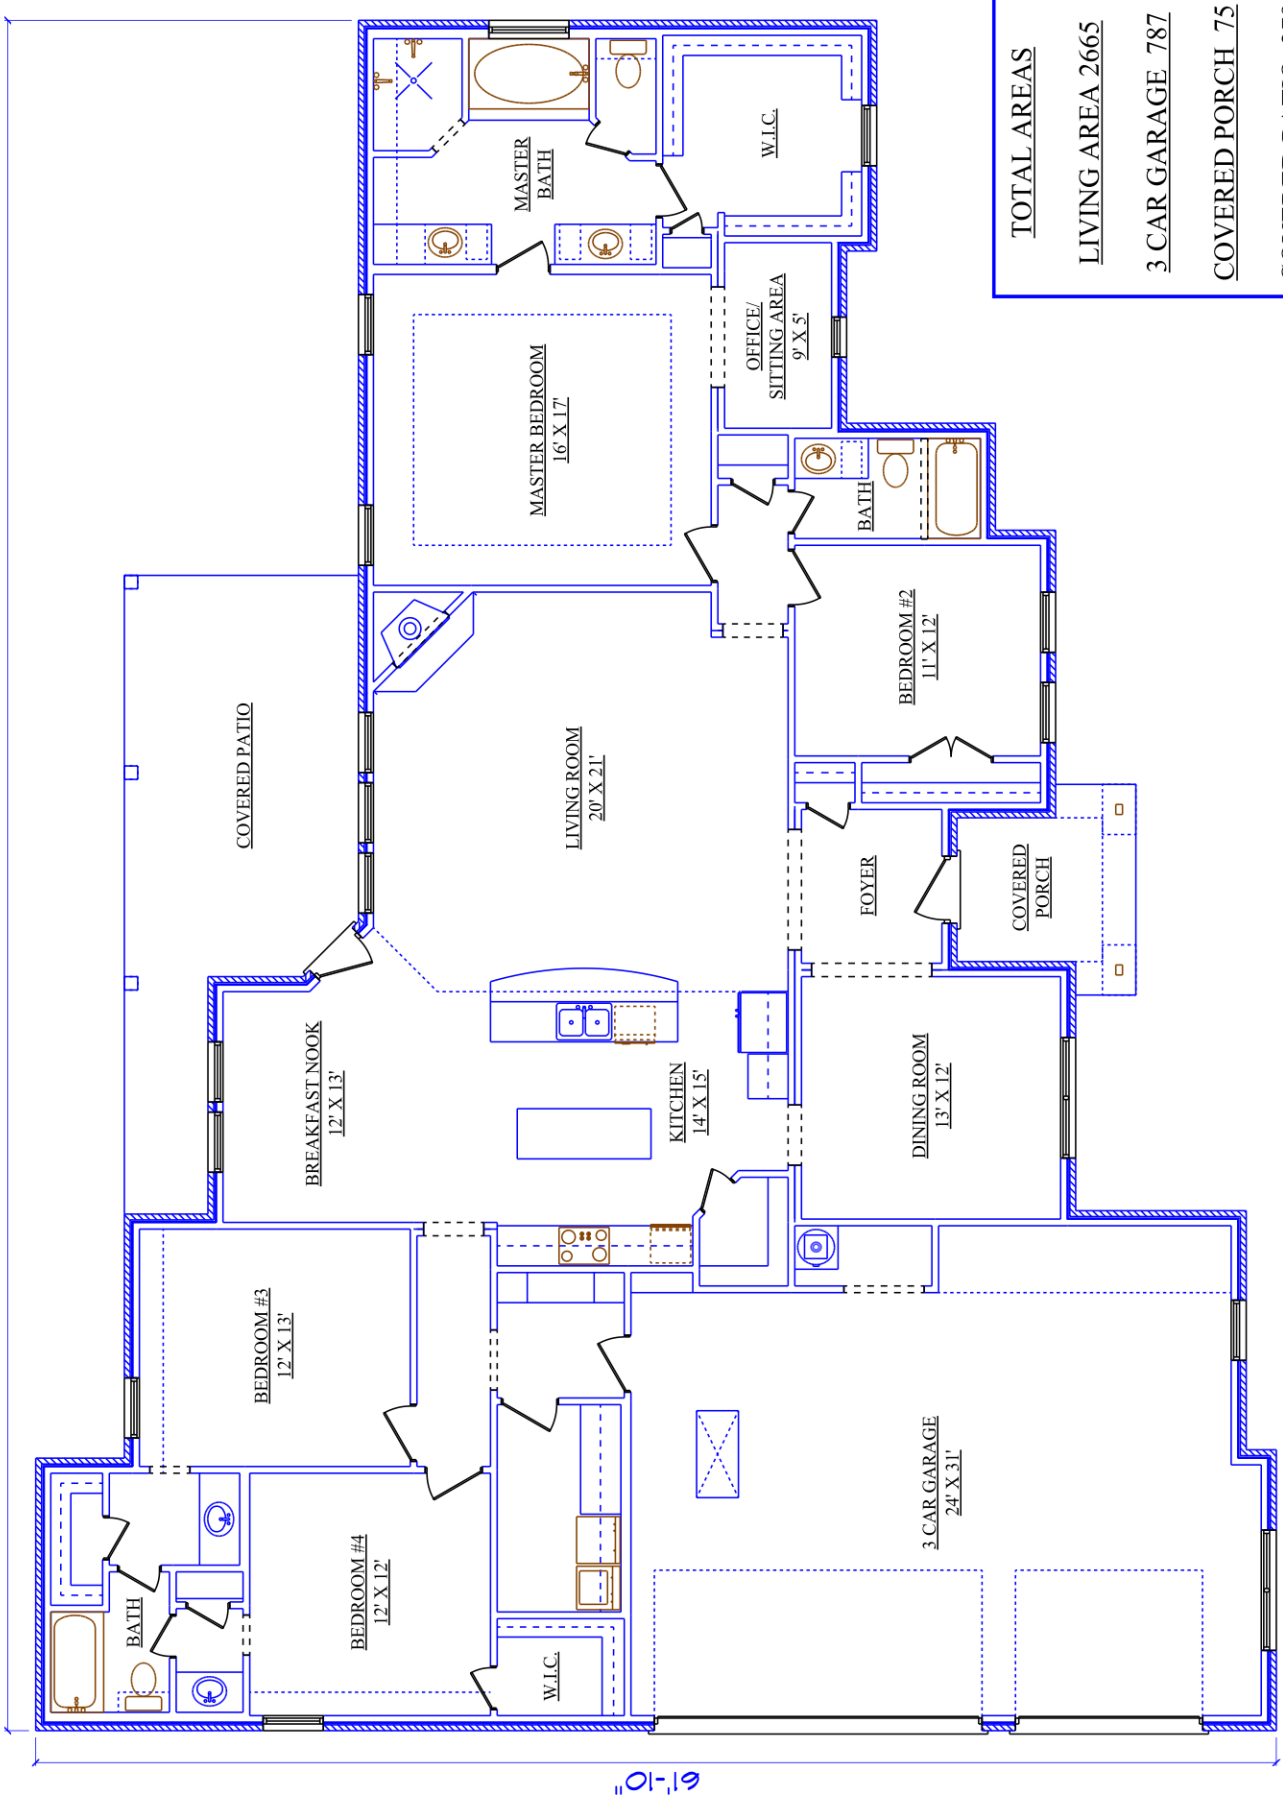 COVERED PATIO
MASTER
BATH
W.I.C.
MASTER BEDROOM
16' X 17'
OFFICE/
SITTING AREA
9' X 5'
BATH
BEDROOM #2
11' X 12'
LIVING ROOM
20' X 21'
FOYER
COVERED
PORCH
BREAKFAST NOOK
12' X 13'
KITCHEN
14' X 15'
DINING ROOM
13' X 12'
BEDROOM #3
12' X 13'
BEDROOM #4
12' X 12'
BATH
W.I.C.
3 CAR GARAGE
24' X 31'
61'-10"
TOTAL AREAS
LIVING AREA 2665
3 CAR GARAGE 787
COVERED PORCH 75